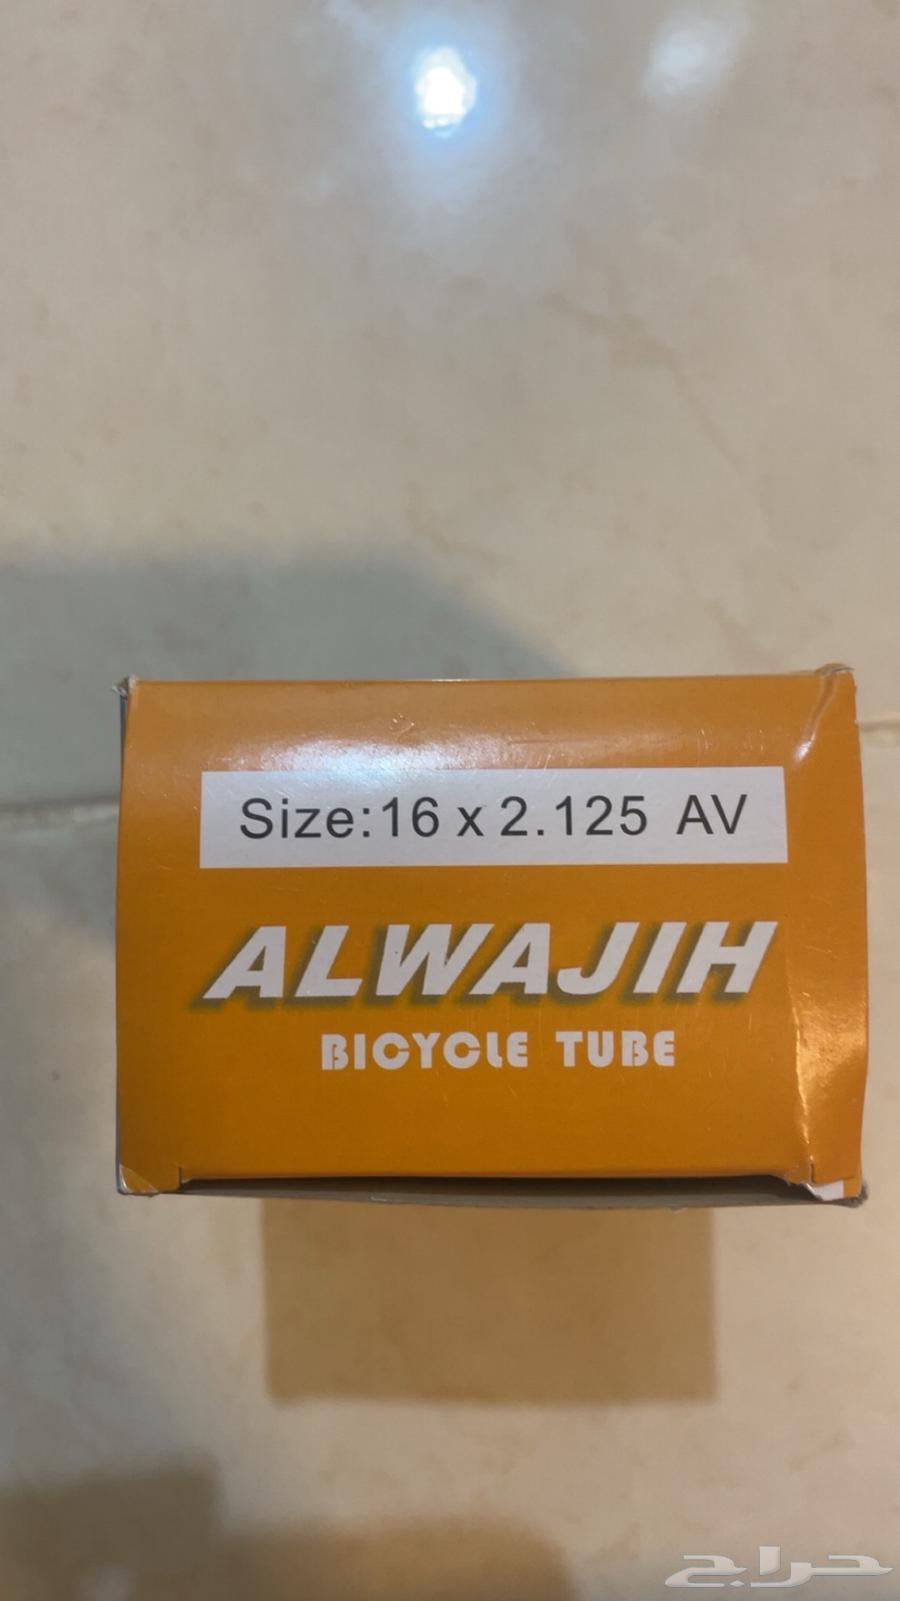 Size:16 x 2.125 AV
ALWAJIH
BICYCLE TUBE
حراج